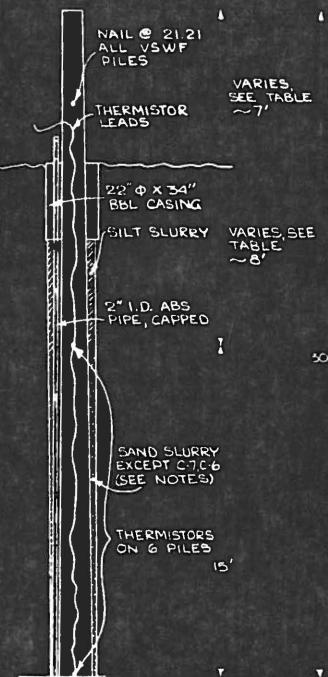 NAIL @ 21.21
ALL VSWF
PILES
VARIES,
SEE TABLE
~7'
THERMISTOR
LEADS
22" φ X 34"
BBL CASING
SILT SLURRY
VARIES, SEE
TABLE
~8'
2" I.D. ABS
PIPE, CAPPED
30
SAND SLURRY
EXCEPT C-7, C-6
(SEE NOTES)
THERMISTORS
ON 6 PILES
15'